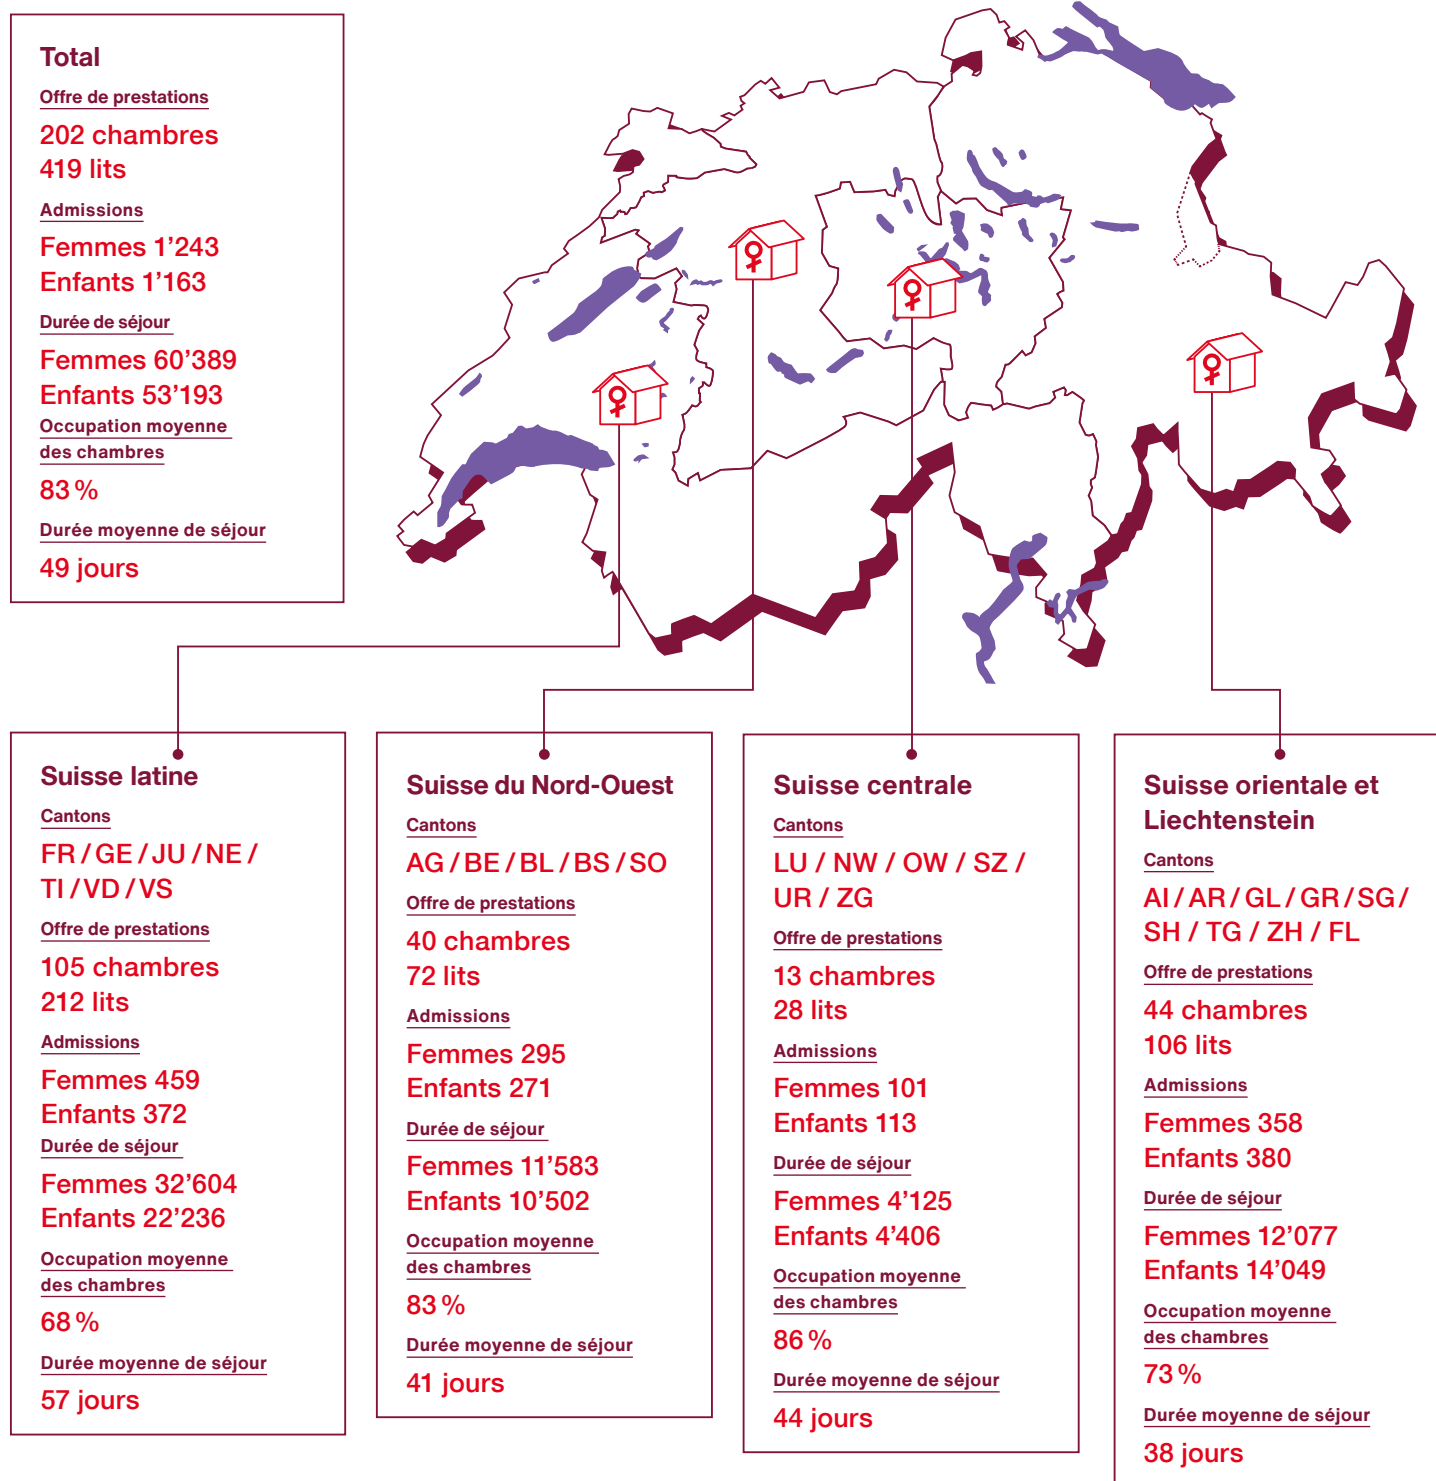 Total
Offre de prestations
202 chambres
419 lits
Admissions
Femmes 1’243
Enfants 1’163
Durée de séjour
Femmes 60’389
Enfants 53’193
Occupation moyenne
des chambres
83 %
Durée moyenne de séjour
49 jours
Suisse latine
Cantons
FR / GE / JU / NE /
TI / VD / VS
Offre de prestations
105 chambres
212 lits
Admissions
Femmes 459
Enfants 372
Durée de séjour
Femmes 32’604
Enfants 22’236
Occupation moyenne
des chambres
68 %
Durée moyenne de séjour
57 jours
Suisse du Nord-Ouest
Cantons
AG / BE / BL / BS / SO
Offre de prestations
40 chambres
72 lits
Admissions
Femmes 295
Enfants 271
Durée de séjour
Femmes 11’583
Enfants 10’502
Occupation moyenne
des chambres
83 %
Durée moyenne de séjour
41 jours
Suisse centrale
Cantons
LU / NW / OW / SZ /
UR / ZG
Offre de prestations
13 chambres
28 lits
Admissions
Femmes 101
Enfants 113
Durée de séjour
Femmes 4’125
Enfants 4’406
Occupation moyenne
des chambres
86 %
Durée moyenne de séjour
44 jours
Suisse orientale et
Liechtenstein
Cantons
AI / AR / GL / GR / SG /
SH / TG / ZH / FL
Offre de prestations
44 chambres
106 lits
Admissions
Femmes 358
Enfants 380
Durée de séjour
Femmes 12’077
Enfants 14’049
Occupation moyenne
des chambres
73 %
Durée moyenne de séjour
38 jours